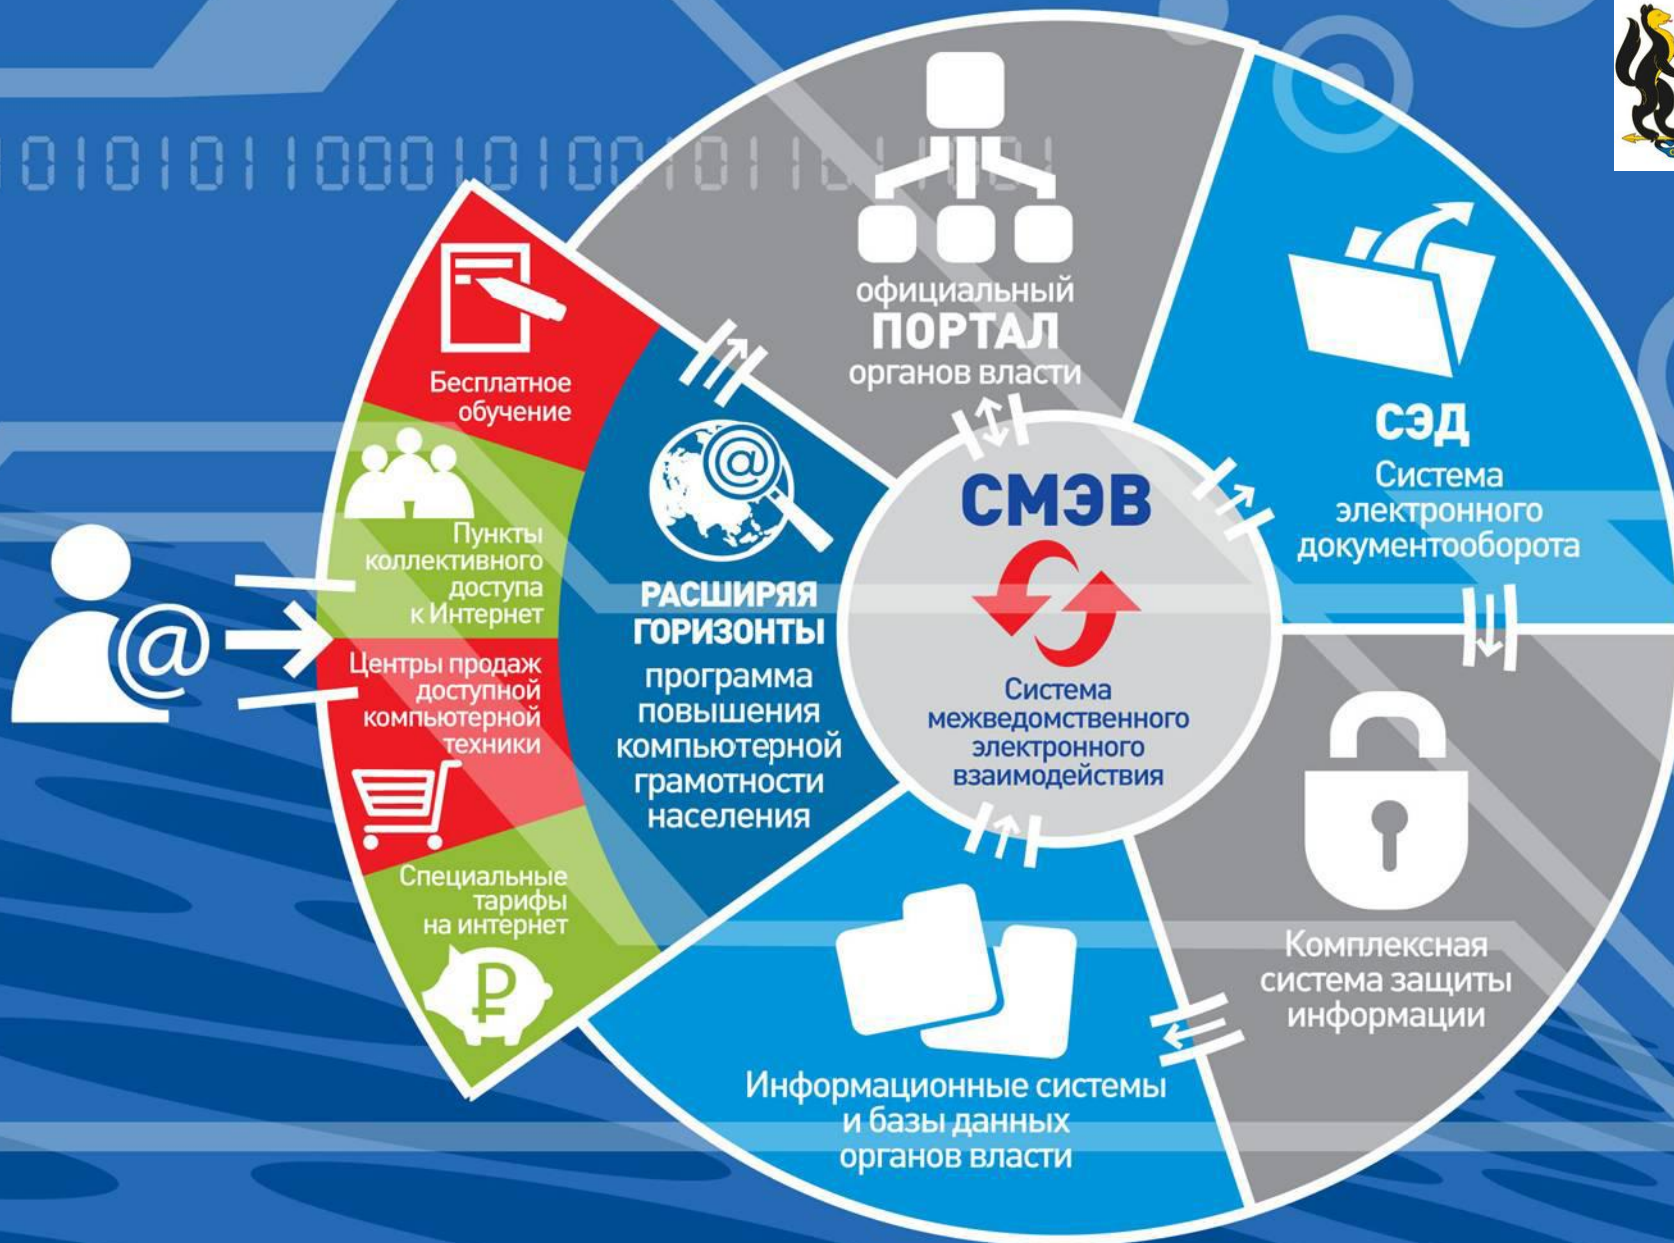 официальный
ПОРТАЛ
органов власти
СЭД
Система
электронного
документооборота
Бесплатное
обучение
Пункты
коллективного
доступа
к Интернет
Центры продаж
доступной
компьютерной
техники
Специальные
тарифы
на интернет
@
@
РАСШИРЯЯ
ГОРИЗОНТЫ
программа
повышения
компьютерной
грамотности
населения
СМЭВ
Система
межведомственного
электронного
взаимодействия
Комплексная
система защиты
информации
Информационные системы
и базы данных
органов власти